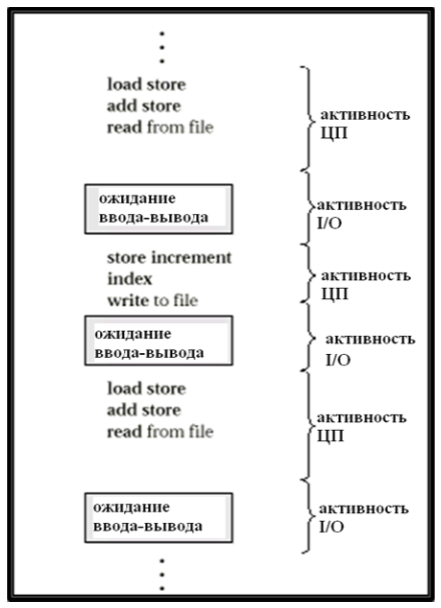 load store
add store
read from file
активность
ЦП
ожидание
ввода-вывода
активность
I/O
store increment
index
write to file
активность
ЦП
ожидание
ввода-вывода
активность
I/O
load store
add store
read from file
активность
ЦП
ожидание
ввода-вывода
активность
I/O